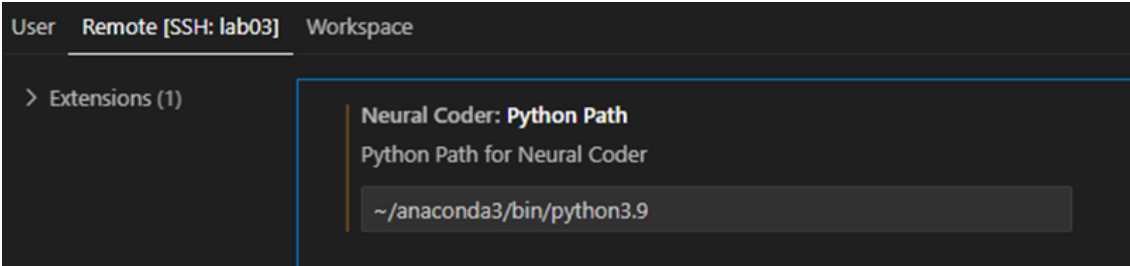 User Remote [SSH: lab03] Workspace
Extensions (1)
Neural Coder: Python Path
Python Path for Neural Coder
~/anaconda3/bin/python3.9